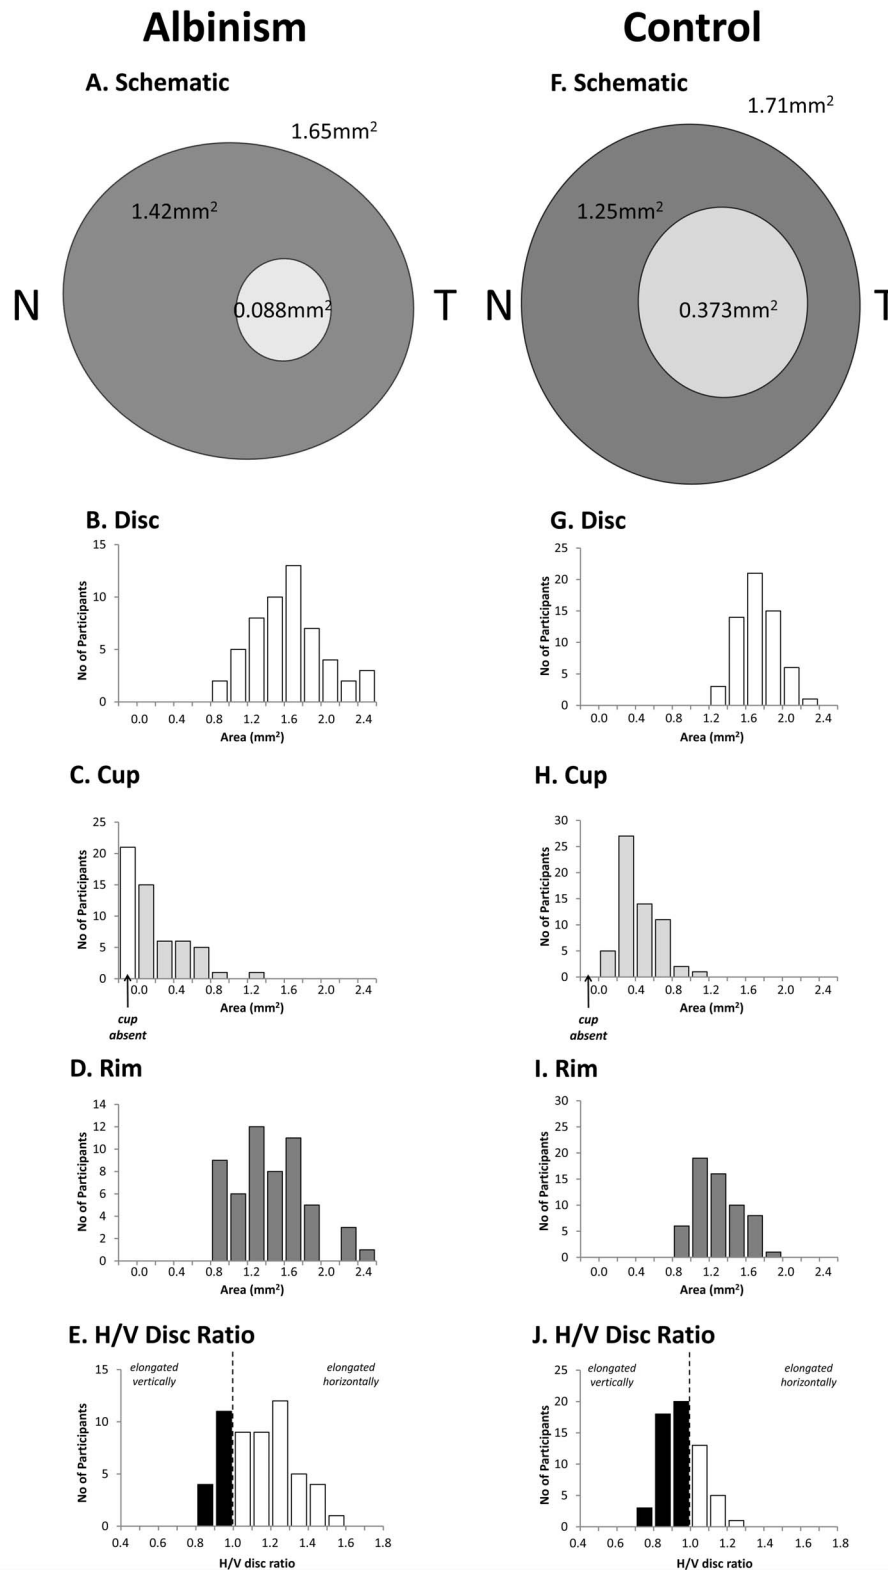 Albinism
A. Schematic
1.65mm²
1.42mm²
N
0.088mm²
T
B. Disc
No of Participants
15
10
5
0
0.0 0.4 0.8 1.2 1.6 2.0 2.4
Area (mm²)
C. Cup
No of Participants
25
20
15
10
5
0
0.0 0.4 0.8 1.2 1.6 2.0 2.4
Area (mm²)
cup
absent
D. Rim
No of Participants
14
12
10
8
6
4
2
0
0.0 0.4 0.8 1.2 1.6 2.0 2.4
Area (mm²)
E. H/V Disc Ratio
elongated
vertically
elongated
horizontally
No of Participants
15
10
5
0
0.4 0.6 0.8 1.0 1.2 1.4 1.6 1.8
H/V disc ratio
Control
F. Schematic
1.71mm²
1.25mm²
N
0.373mm²
T
G. Disc
No of Participants
25
20
15
10
5
0
0.0 0.4 0.8 1.2 1.6 2.0 2.4
Area (mm²)
H. Cup
No of Participants
30
25
20
15
10
5
0
0.0 0.4 0.8 1.2 1.6 2.0 2.4
Area (mm²)
cup
absent
I. Rim
No of Participants
30
25
20
15
10
5
0
0.0 0.4 0.8 1.2 1.6 2.0 2.4
Area (mm²)
J. H/V Disc Ratio
elongated
vertically
elongated
horizontally
No of Participants
25
20
15
10
5
0
0.4 0.6 0.8 1.0 1.2 1.4 1.6 1.8
H/V disc ratio